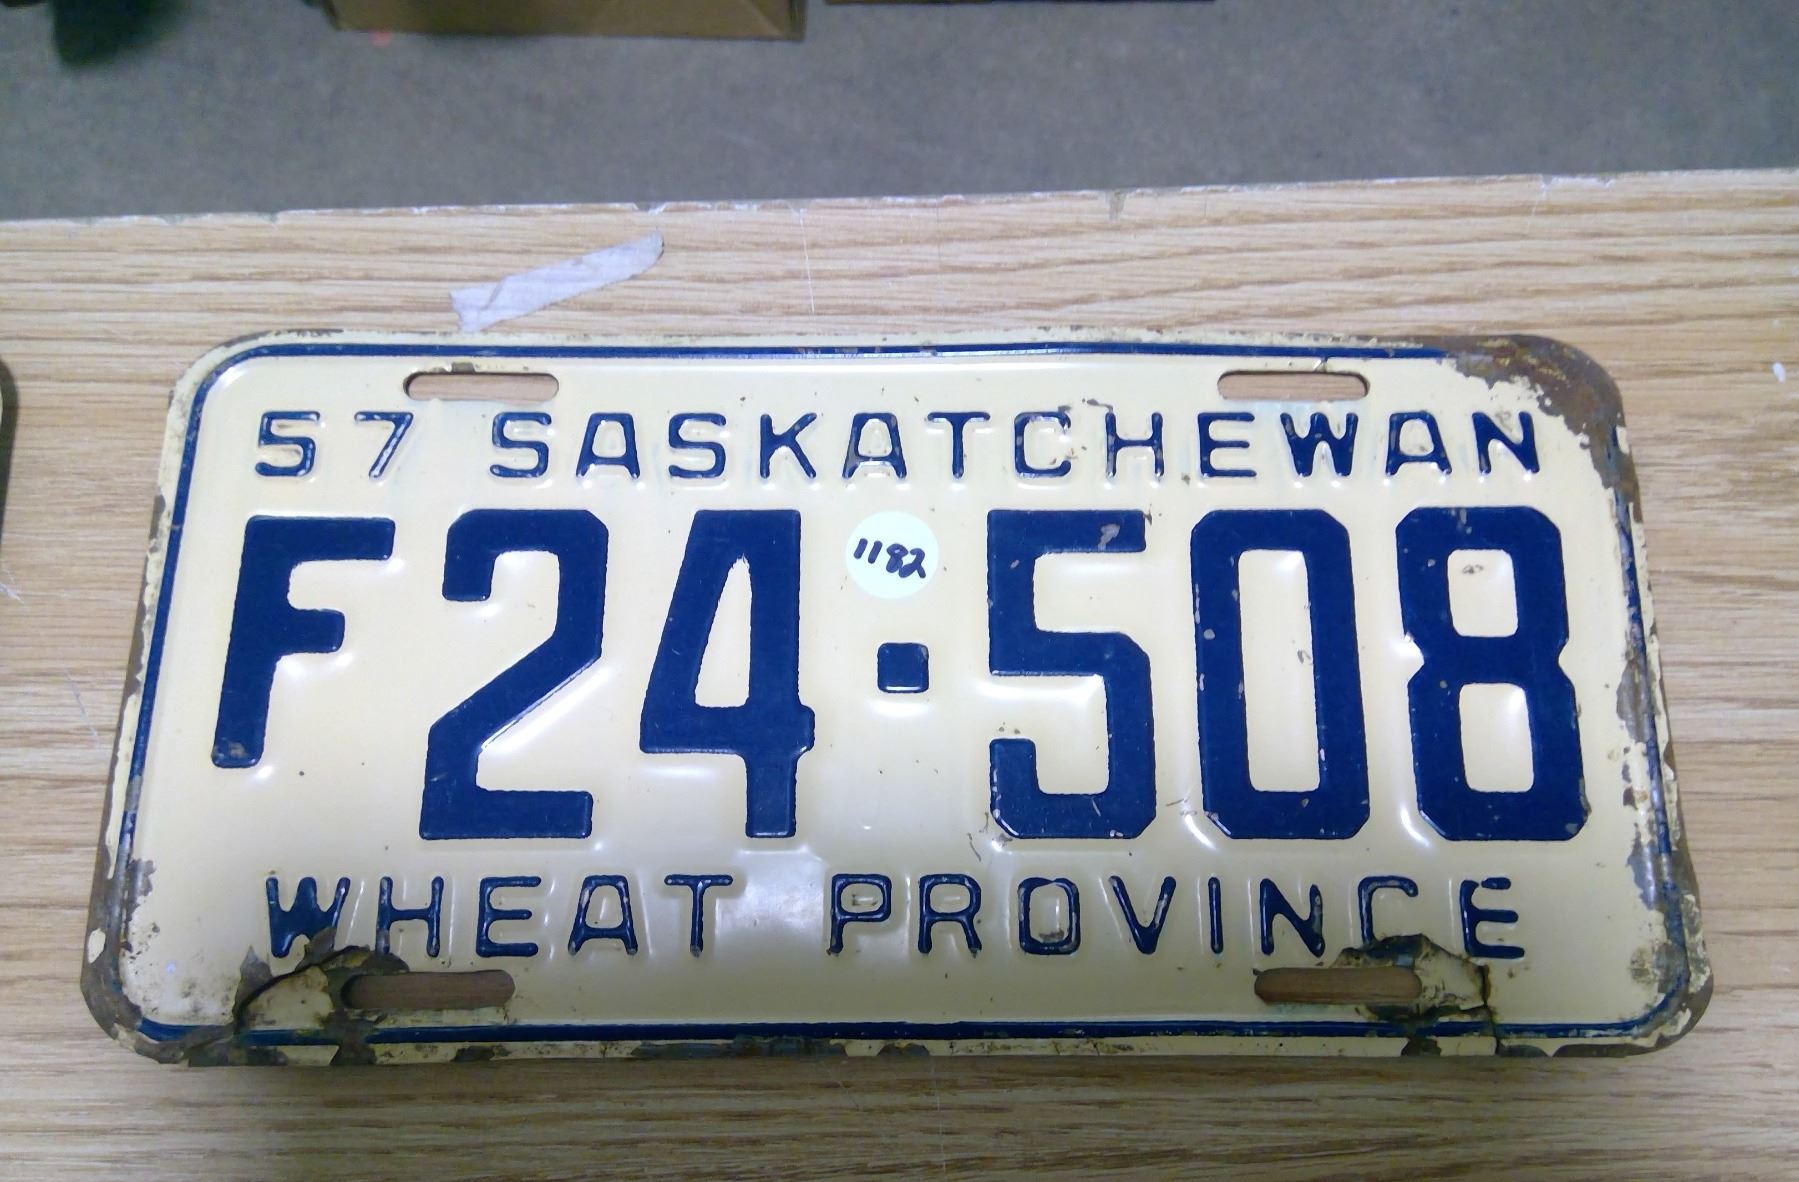 57 SASKATCHEWAN
F24·508
1182
WHEAT PROVINCE